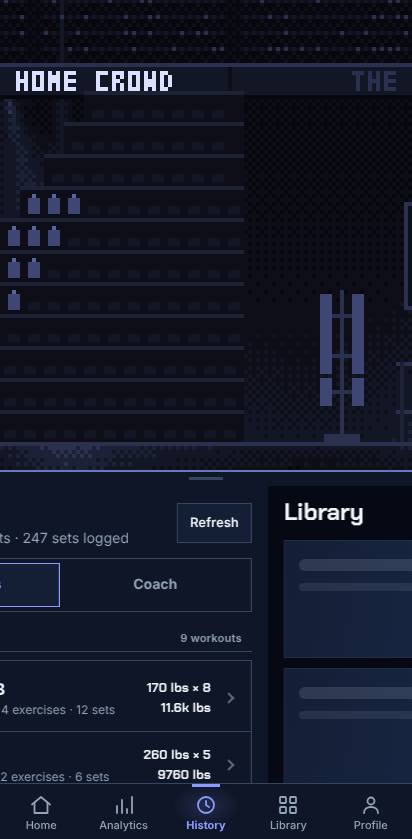 HOME CROWD
THE
Library
Refresh
ts · 247 sets logged
s
Coach
9 workouts
3
170 lbs × 8
4 exercises · 12 sets
11.6k lbs
260 lbs × 5
2 exercises · 6 sets
9760 lbs
Home
Analytics
History
Library
Profile